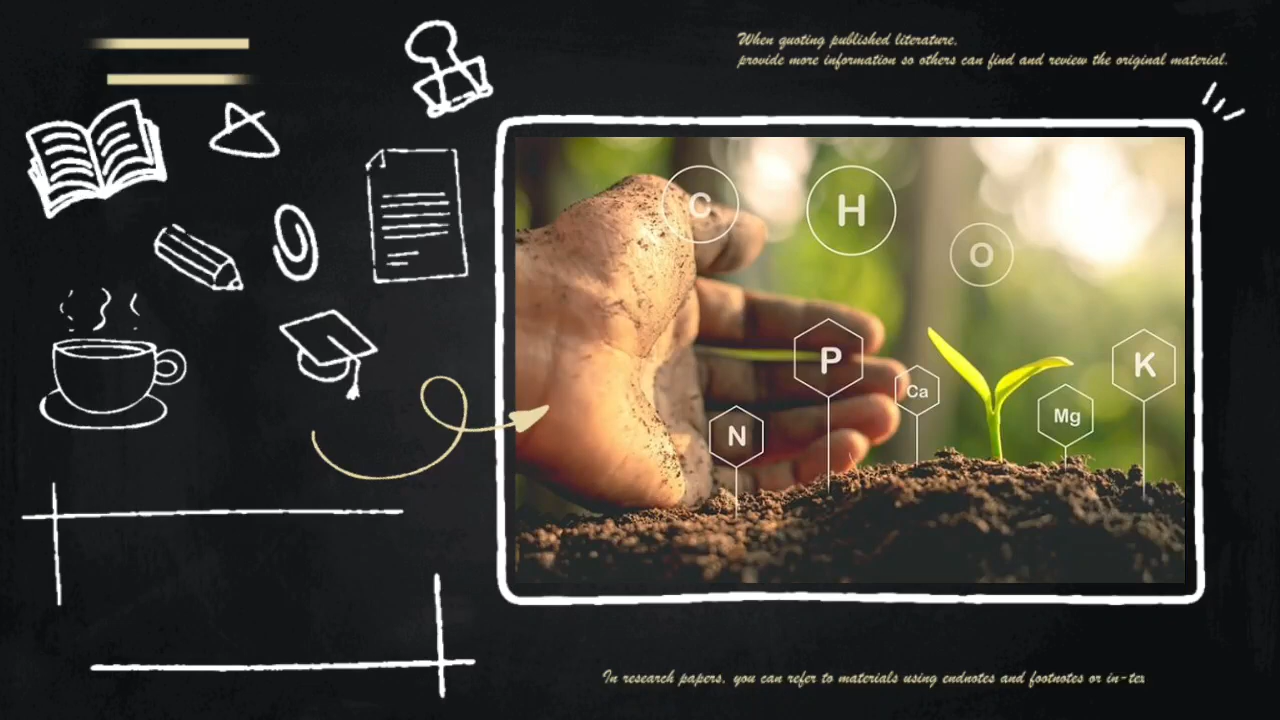 When quoting published literature,
provide more information so others can find and review the original material.
C
H
O
P
Ca
K
Mg
N
In research papers, you can refer to materials using endnotes and footnotes or in-tex